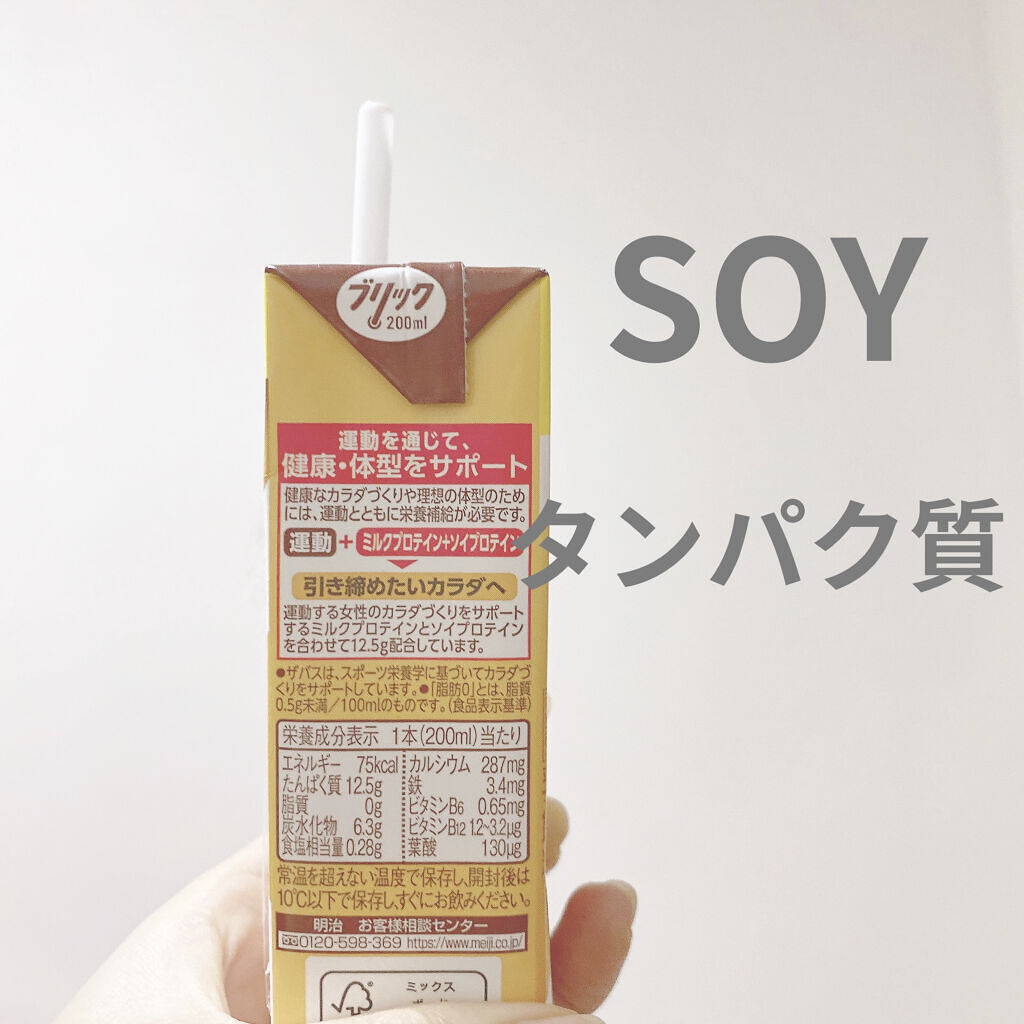 ブリック
200ml
SOY
運動を通じて、
健康・体型をサポート
健康なカラダづくりや理想の体型のため
には、運動とともに栄養補給が必要です。
運動+ミルクプロテイン+ソイプロテイン
タンパク質
引き締めたいカラダへ
運動する女性のカラダづくりをサポート
するミルクプロテインとソイプロテイン
を合わせて12.5g配合しています。
●ザバスは、スポーツ栄養学に基づいてカラダづ
くりをサポートしています。●「脂肪0」とは、脂質
0.5g未満/100mlのものです。(食品表示基準)
栄養成分表示 1本(200ml)当たり
エネルギー 75kcal カルシウム 287mg
たんぱく質 12.5g 鉄 3.4mg
脂質 0g ビタミンB6 0.65mg
炭水化物 6.3g ビタミンB12 1.2~3.2μg
食塩相当量 0.28g 葉酸 130μg
常温を超えない温度で保存し、開封後は
10℃以下で保存し、すぐにお飲みください。
明治 お客様相談センター
0120-598-369 https://www.meiji.co.jp/
ミックス